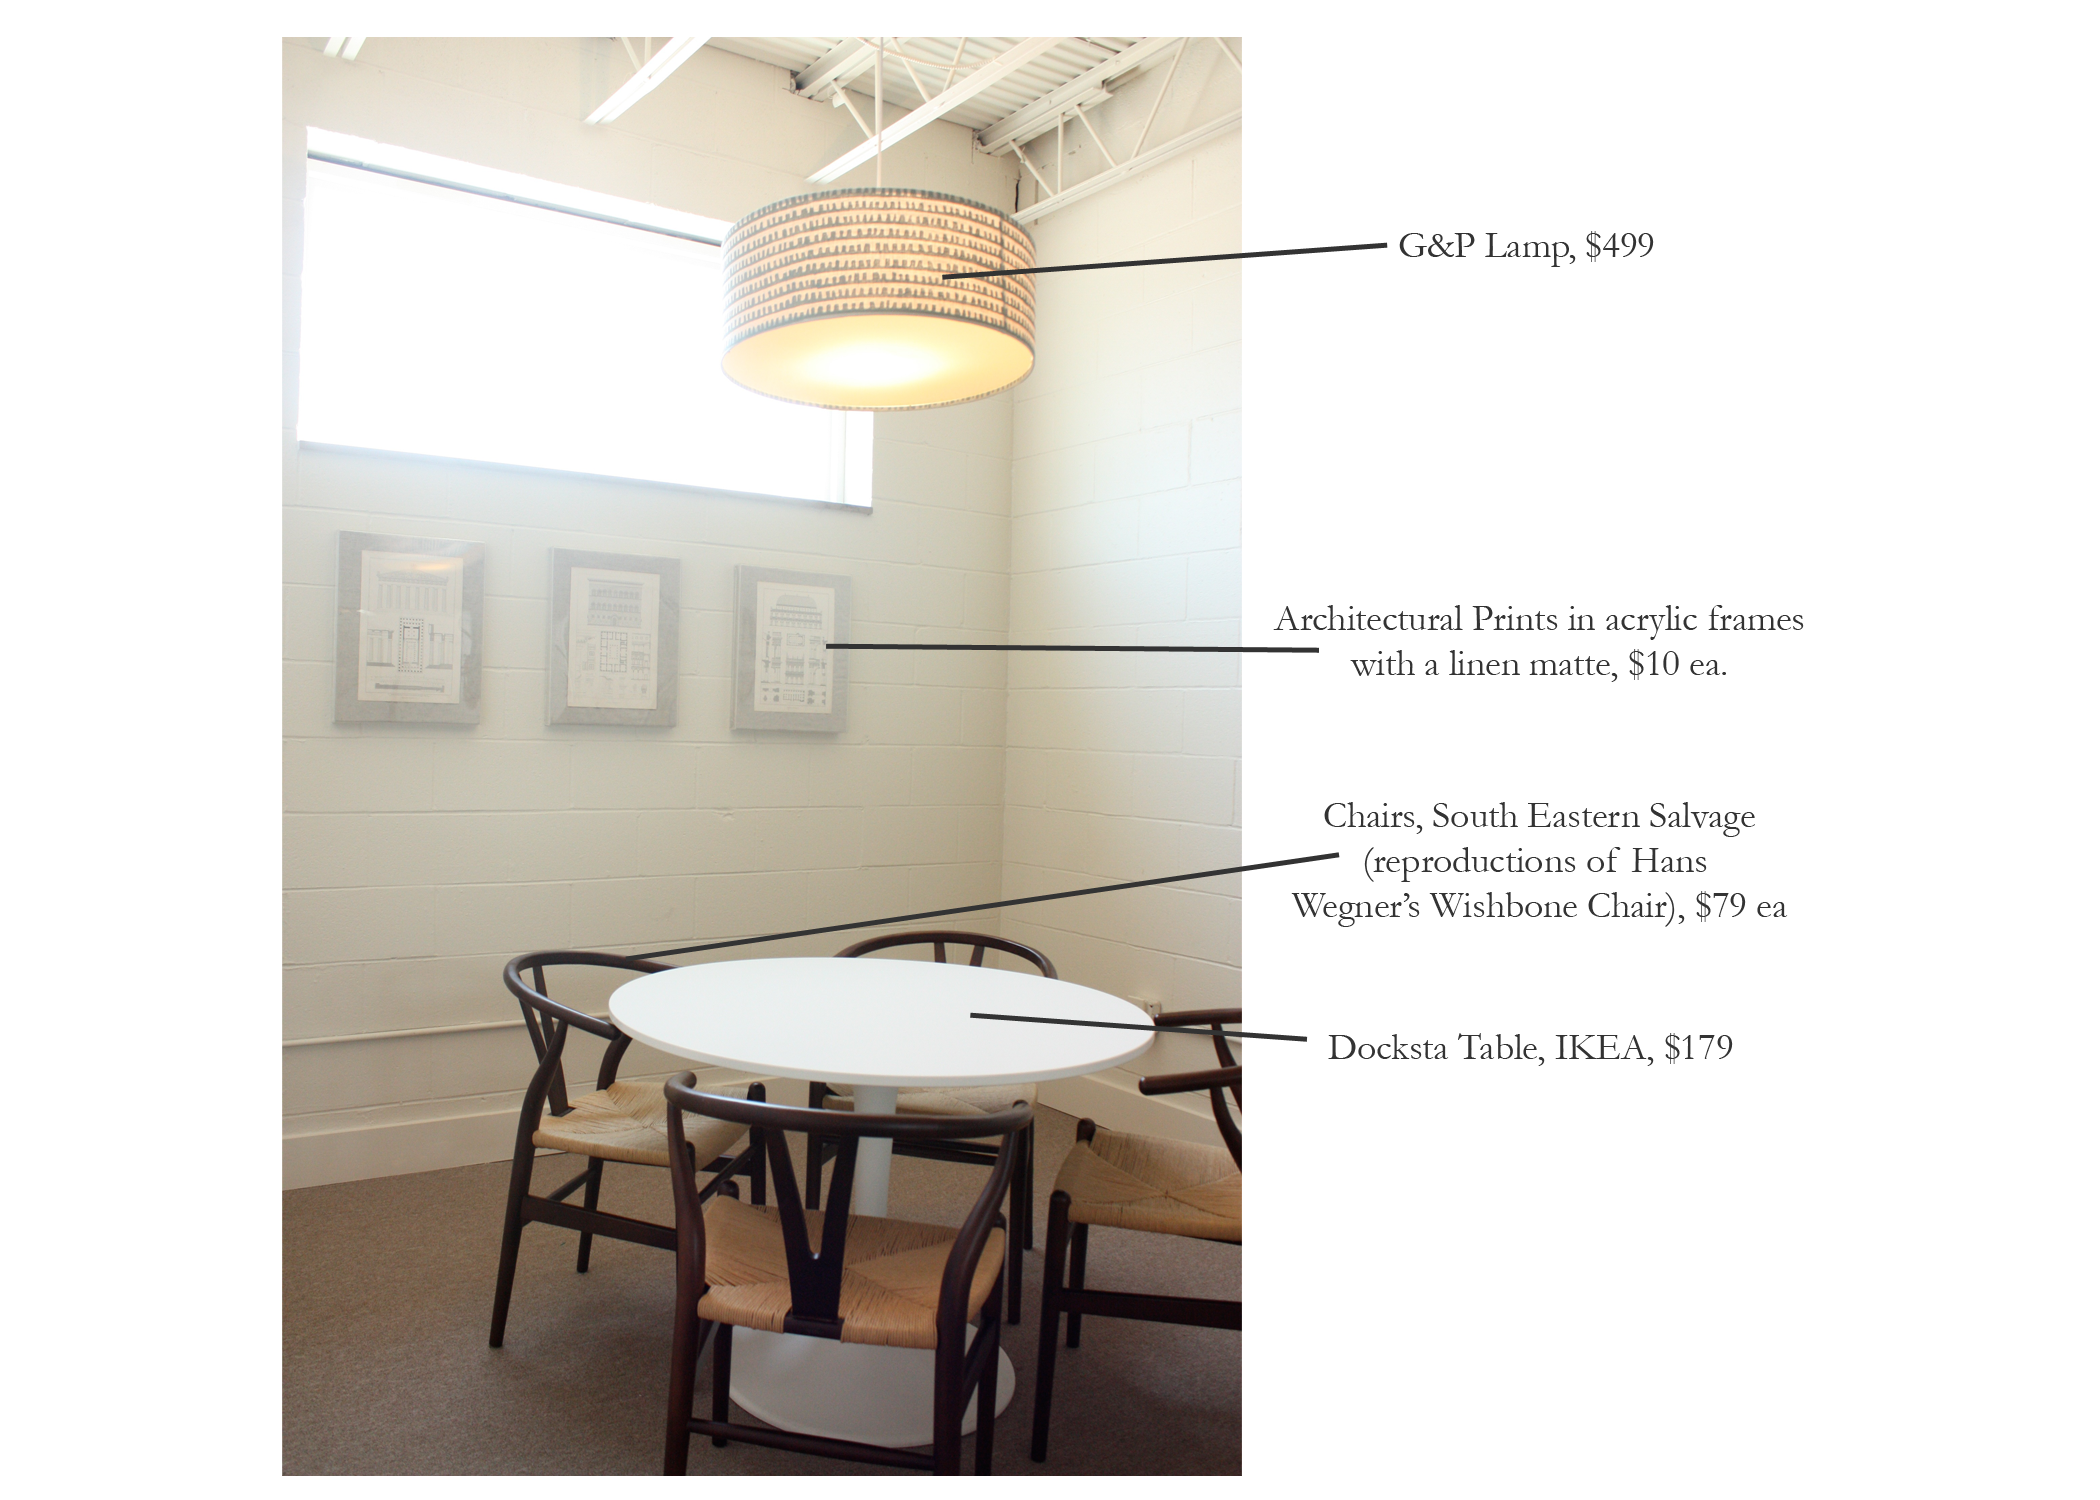 G&P Lamp, $499
Architectural Prints in acrylic frames
with a linen matte, $10 ea.
Chairs, South Eastern Salvage
(reproductions of Hans
Wegner’s Wishbone Chair), $79 ea
Docksta Table, IKEA, $179